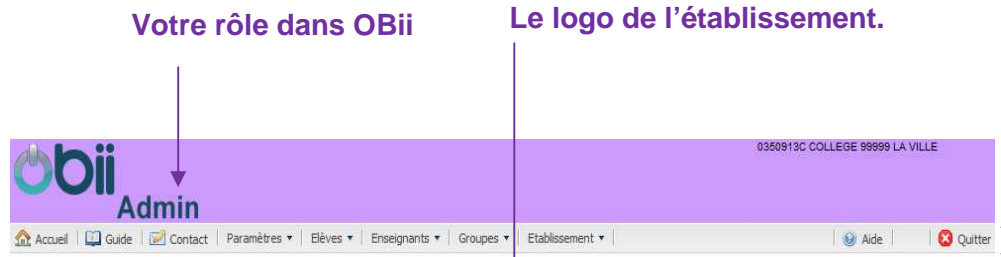 Votre rôle dans OBii
Le logo de l’établissement.
Obii
0350913C COLLEGE 99999 LA VILLE
Admin
Accueil Guide Contact Paramètres Elèves Enseignants Groupes Etablissement Aide Quitter